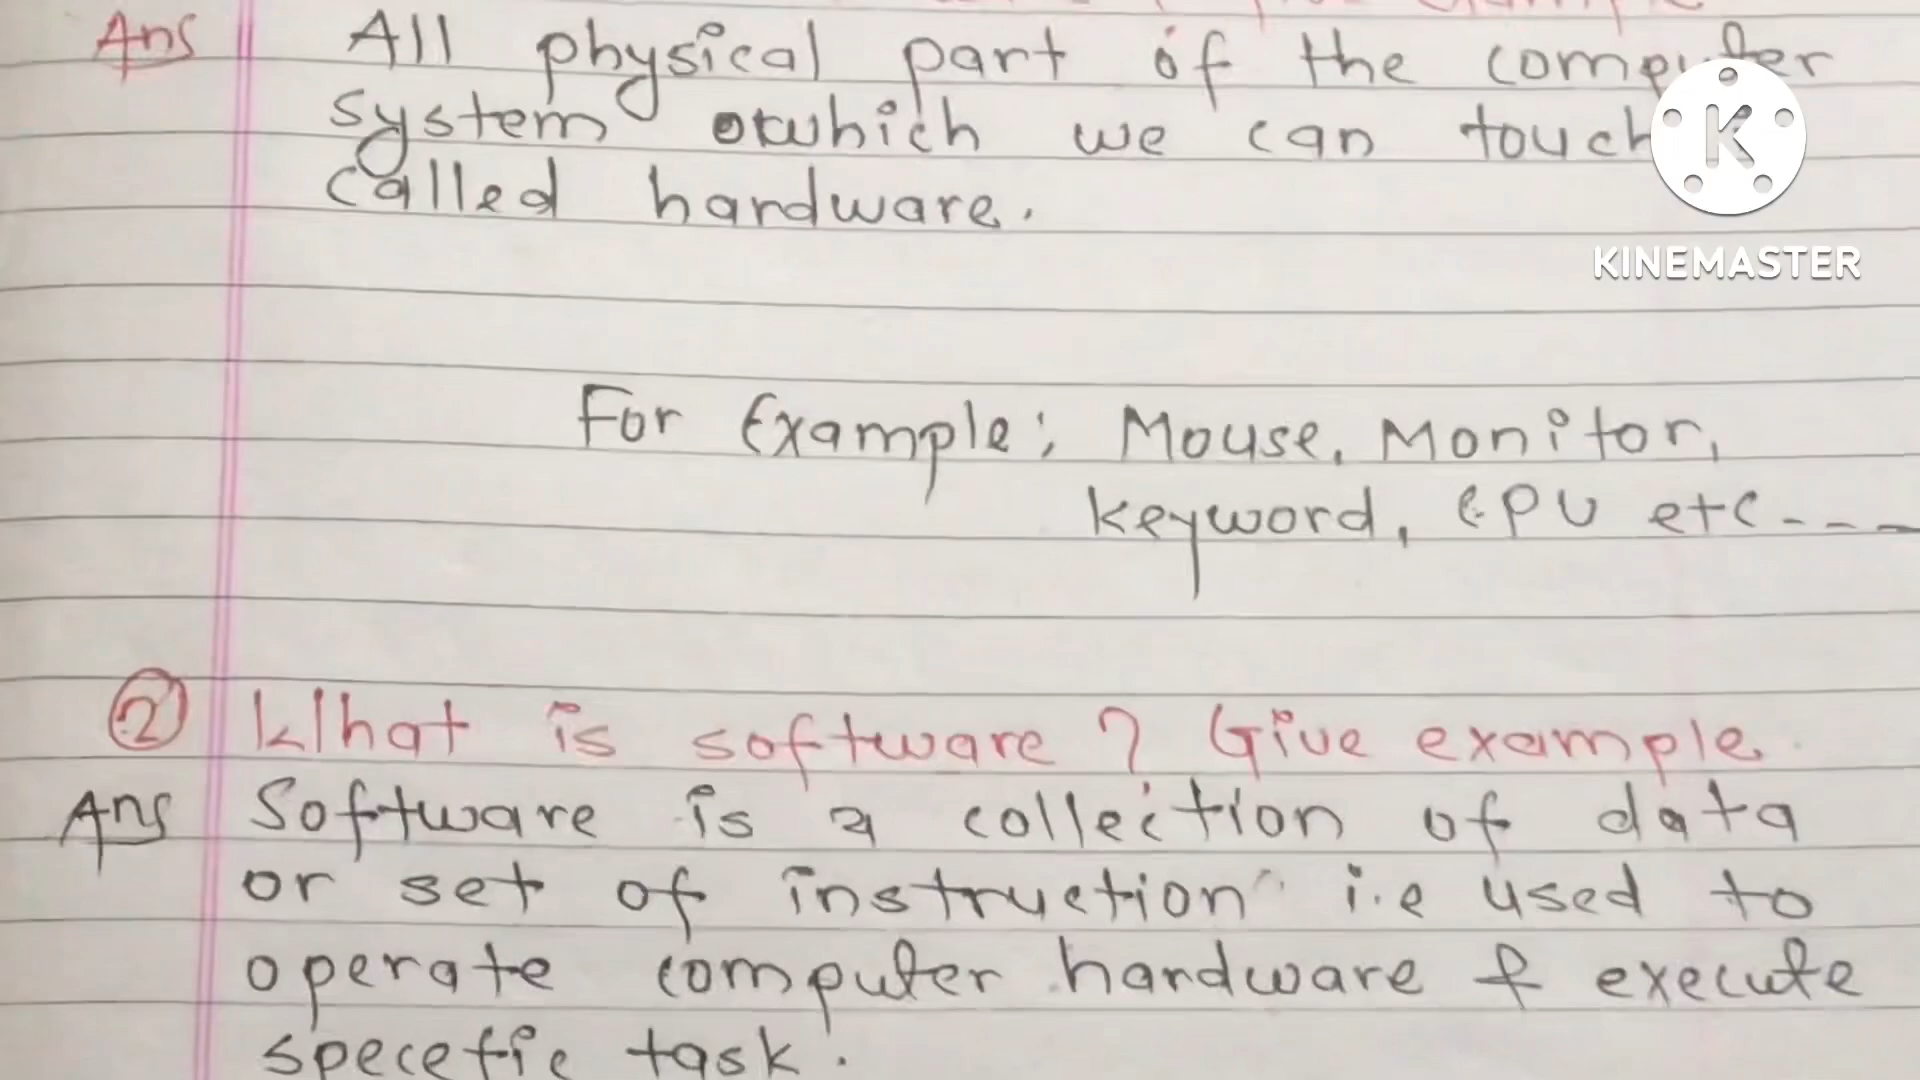 Ans All physical part of the computer
system which we can touch
called hardware.
For Example: Mouse, Monitor,
keyword, CPU etc----
② What is software ? Give example.
Ans Software is a collection of data
or set of instruction i.e used to
operate computer hardware & execute
specefic task.
K
KINEMASTER